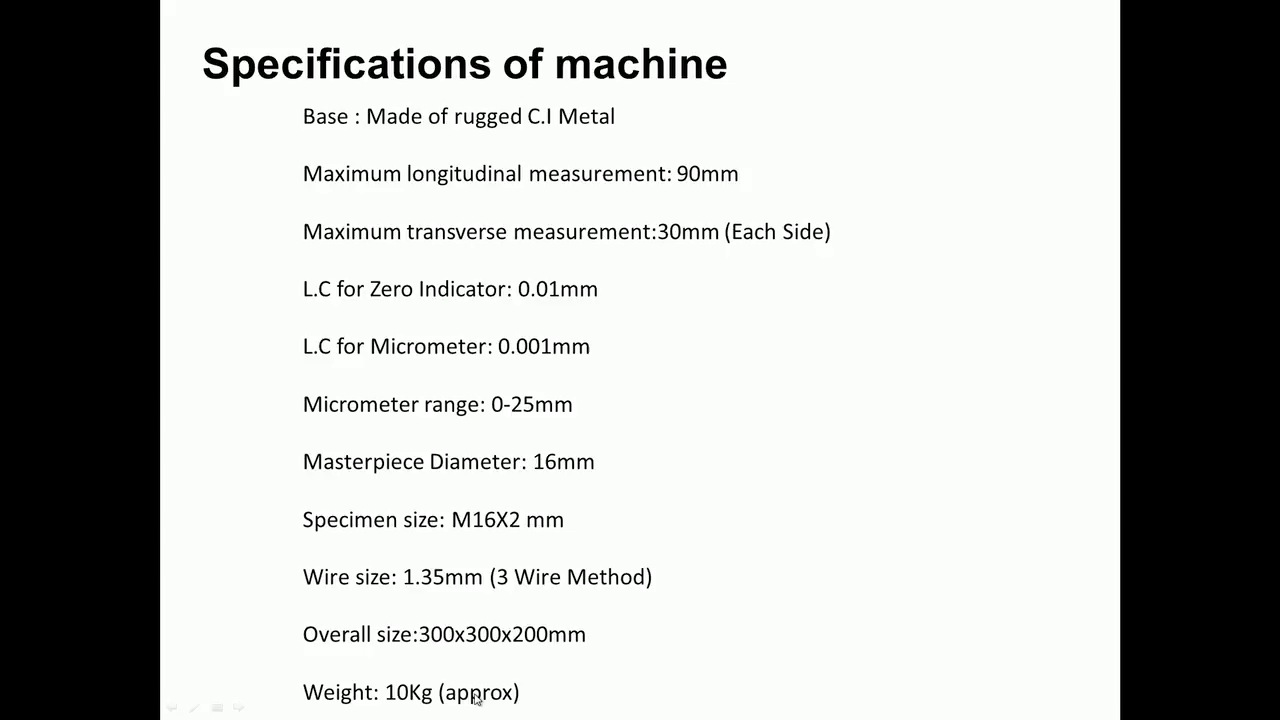 Specifications of machine
Base : Made of rugged C.I Metal
Maximum longitudinal measurement: 90mm
Maximum transverse measurement:30mm (Each Side)
L.C for Zero Indicator: 0.01mm
L.C for Micrometer: 0.001mm
Micrometer range: 0-25mm
Masterpiece Diameter: 16mm
Specimen size: M16X2 mm
Wire size: 1.35mm (3 Wire Method)
Overall size:300x300x200mm
Weight: 10Kg (approx)